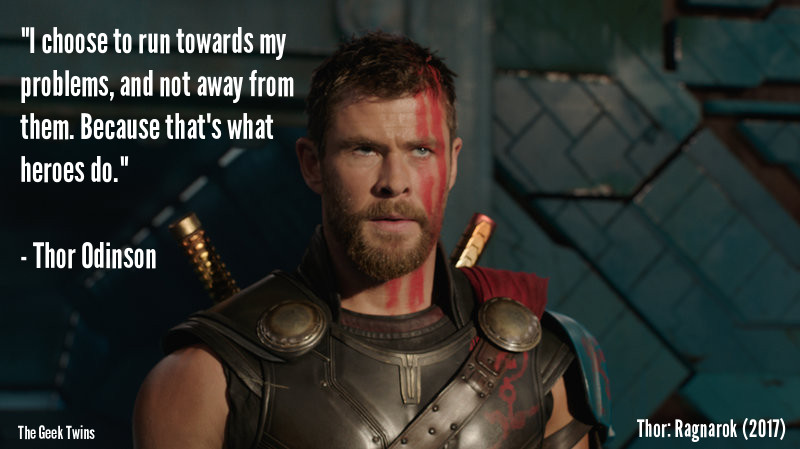 "I choose to run towards my
problems, and not away from
them. Because that's what
heroes do."
- Thor Odinson
The Geek Twins
Thor: Ragnarok (2017)